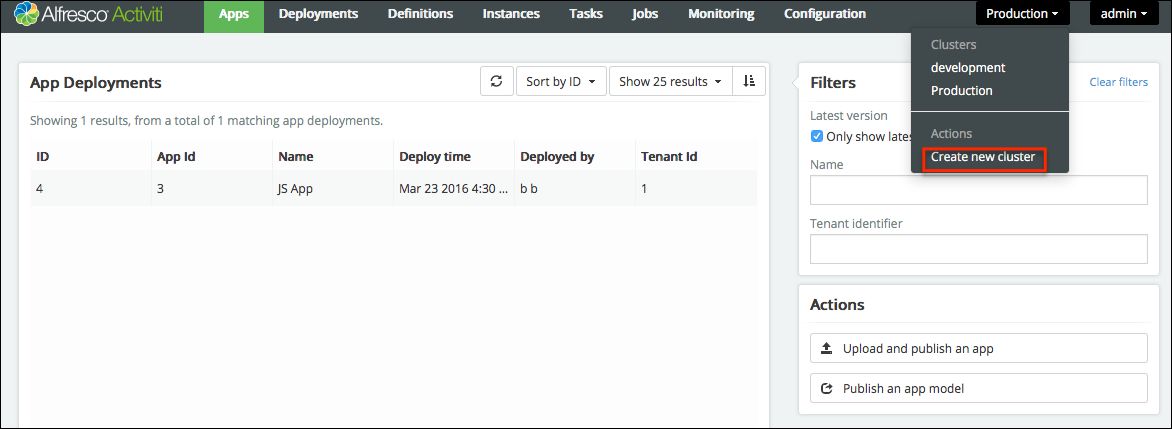 Alfresco Activiti Apps Deployments Definitions Instances Tasks Jobs Monitoring Configuration Production admin
Clusters
development
Production
Actions
Create new cluster
App Deployments
Sort by ID Show 25 results
Showing 1 results, from a total of 1 matching app deployments.
ID App Id Name Deploy time Deployed by Tenant Id
4 3 JS App Mar 23 2016 4:30 ... b b 1
Filters Clear filters
Latest version
Only show late
Name
Tenant identifier
Actions
Upload and publish an app
Publish an app model